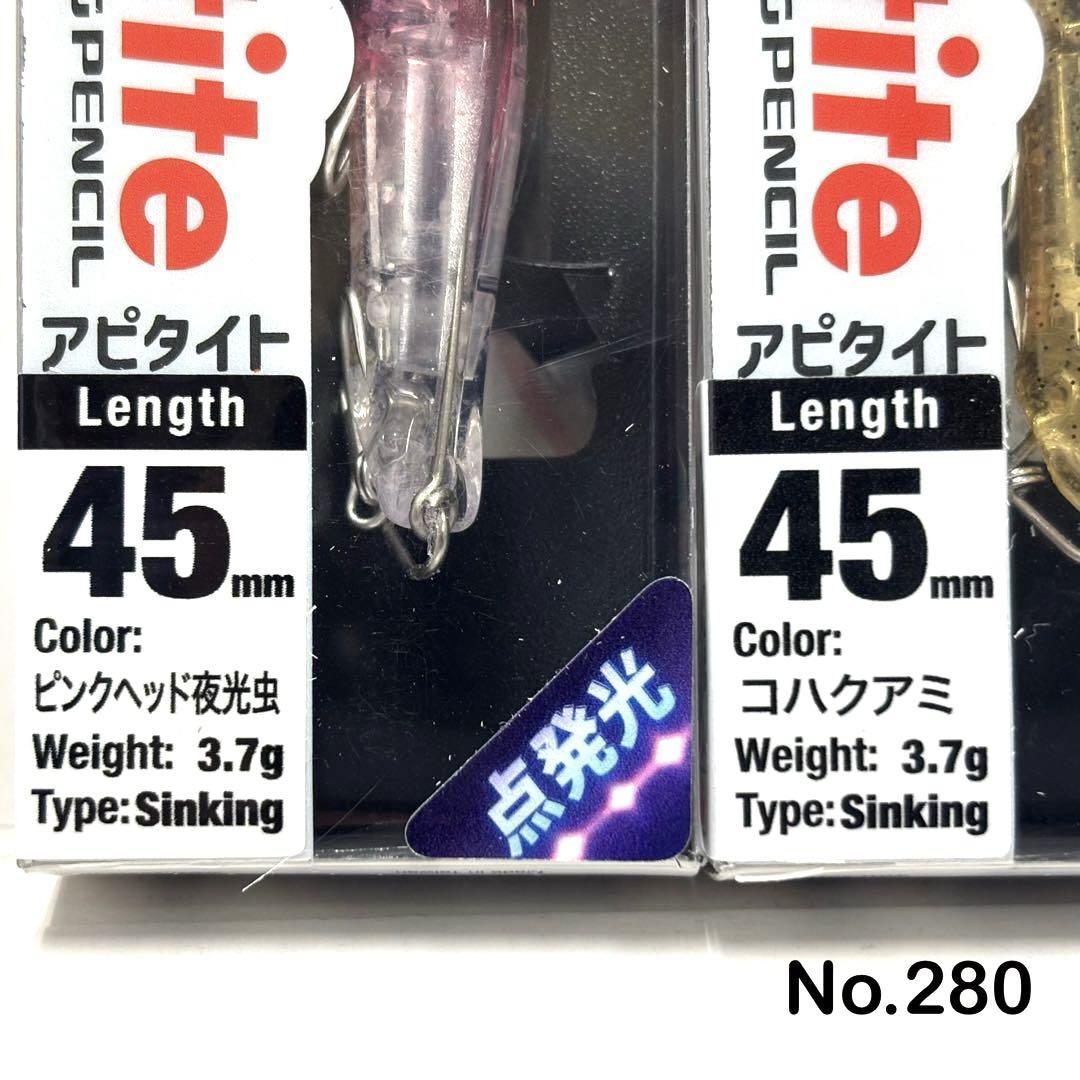 ite
G PENCIL
アピタイト
Length
45mm
Color:
ピンクヘッド夜光虫
Weight: 3.7g
Type: Sinking
点発光
ite
G PENCIL
アピタイト
Length
45mm
Color:
コハクアミ
Weight: 3.7g
Type: Sinking
No.280